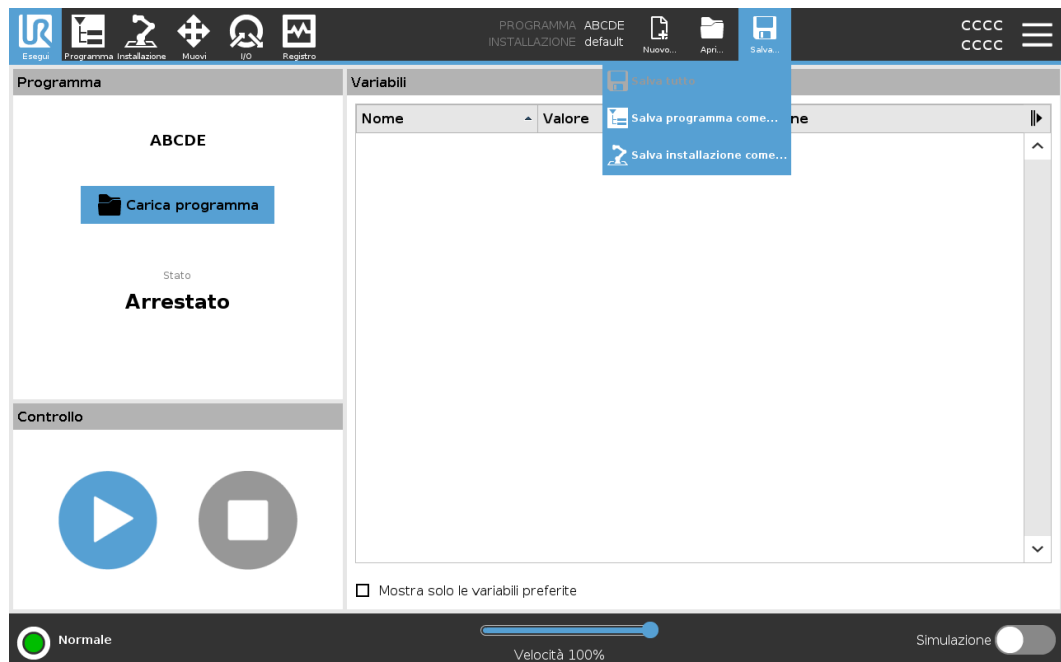 PROGRAMMA ABCDE
INSTALLAZIONE default
Esegui
Programma
Installazione
Muovi
I/O
Registro
Nuovo...
Apri...
Salva...
CCCC
CCCC
Salva tutto
Salva programma come...
Salva installazione come...
Programma
ABCDE
Carica programma
Stato
Arrestato
Controllo
Variabili
Nome
Valore
ne
Mostra solo le variabili preferite
Normale
Velocità 100%
Simulazione